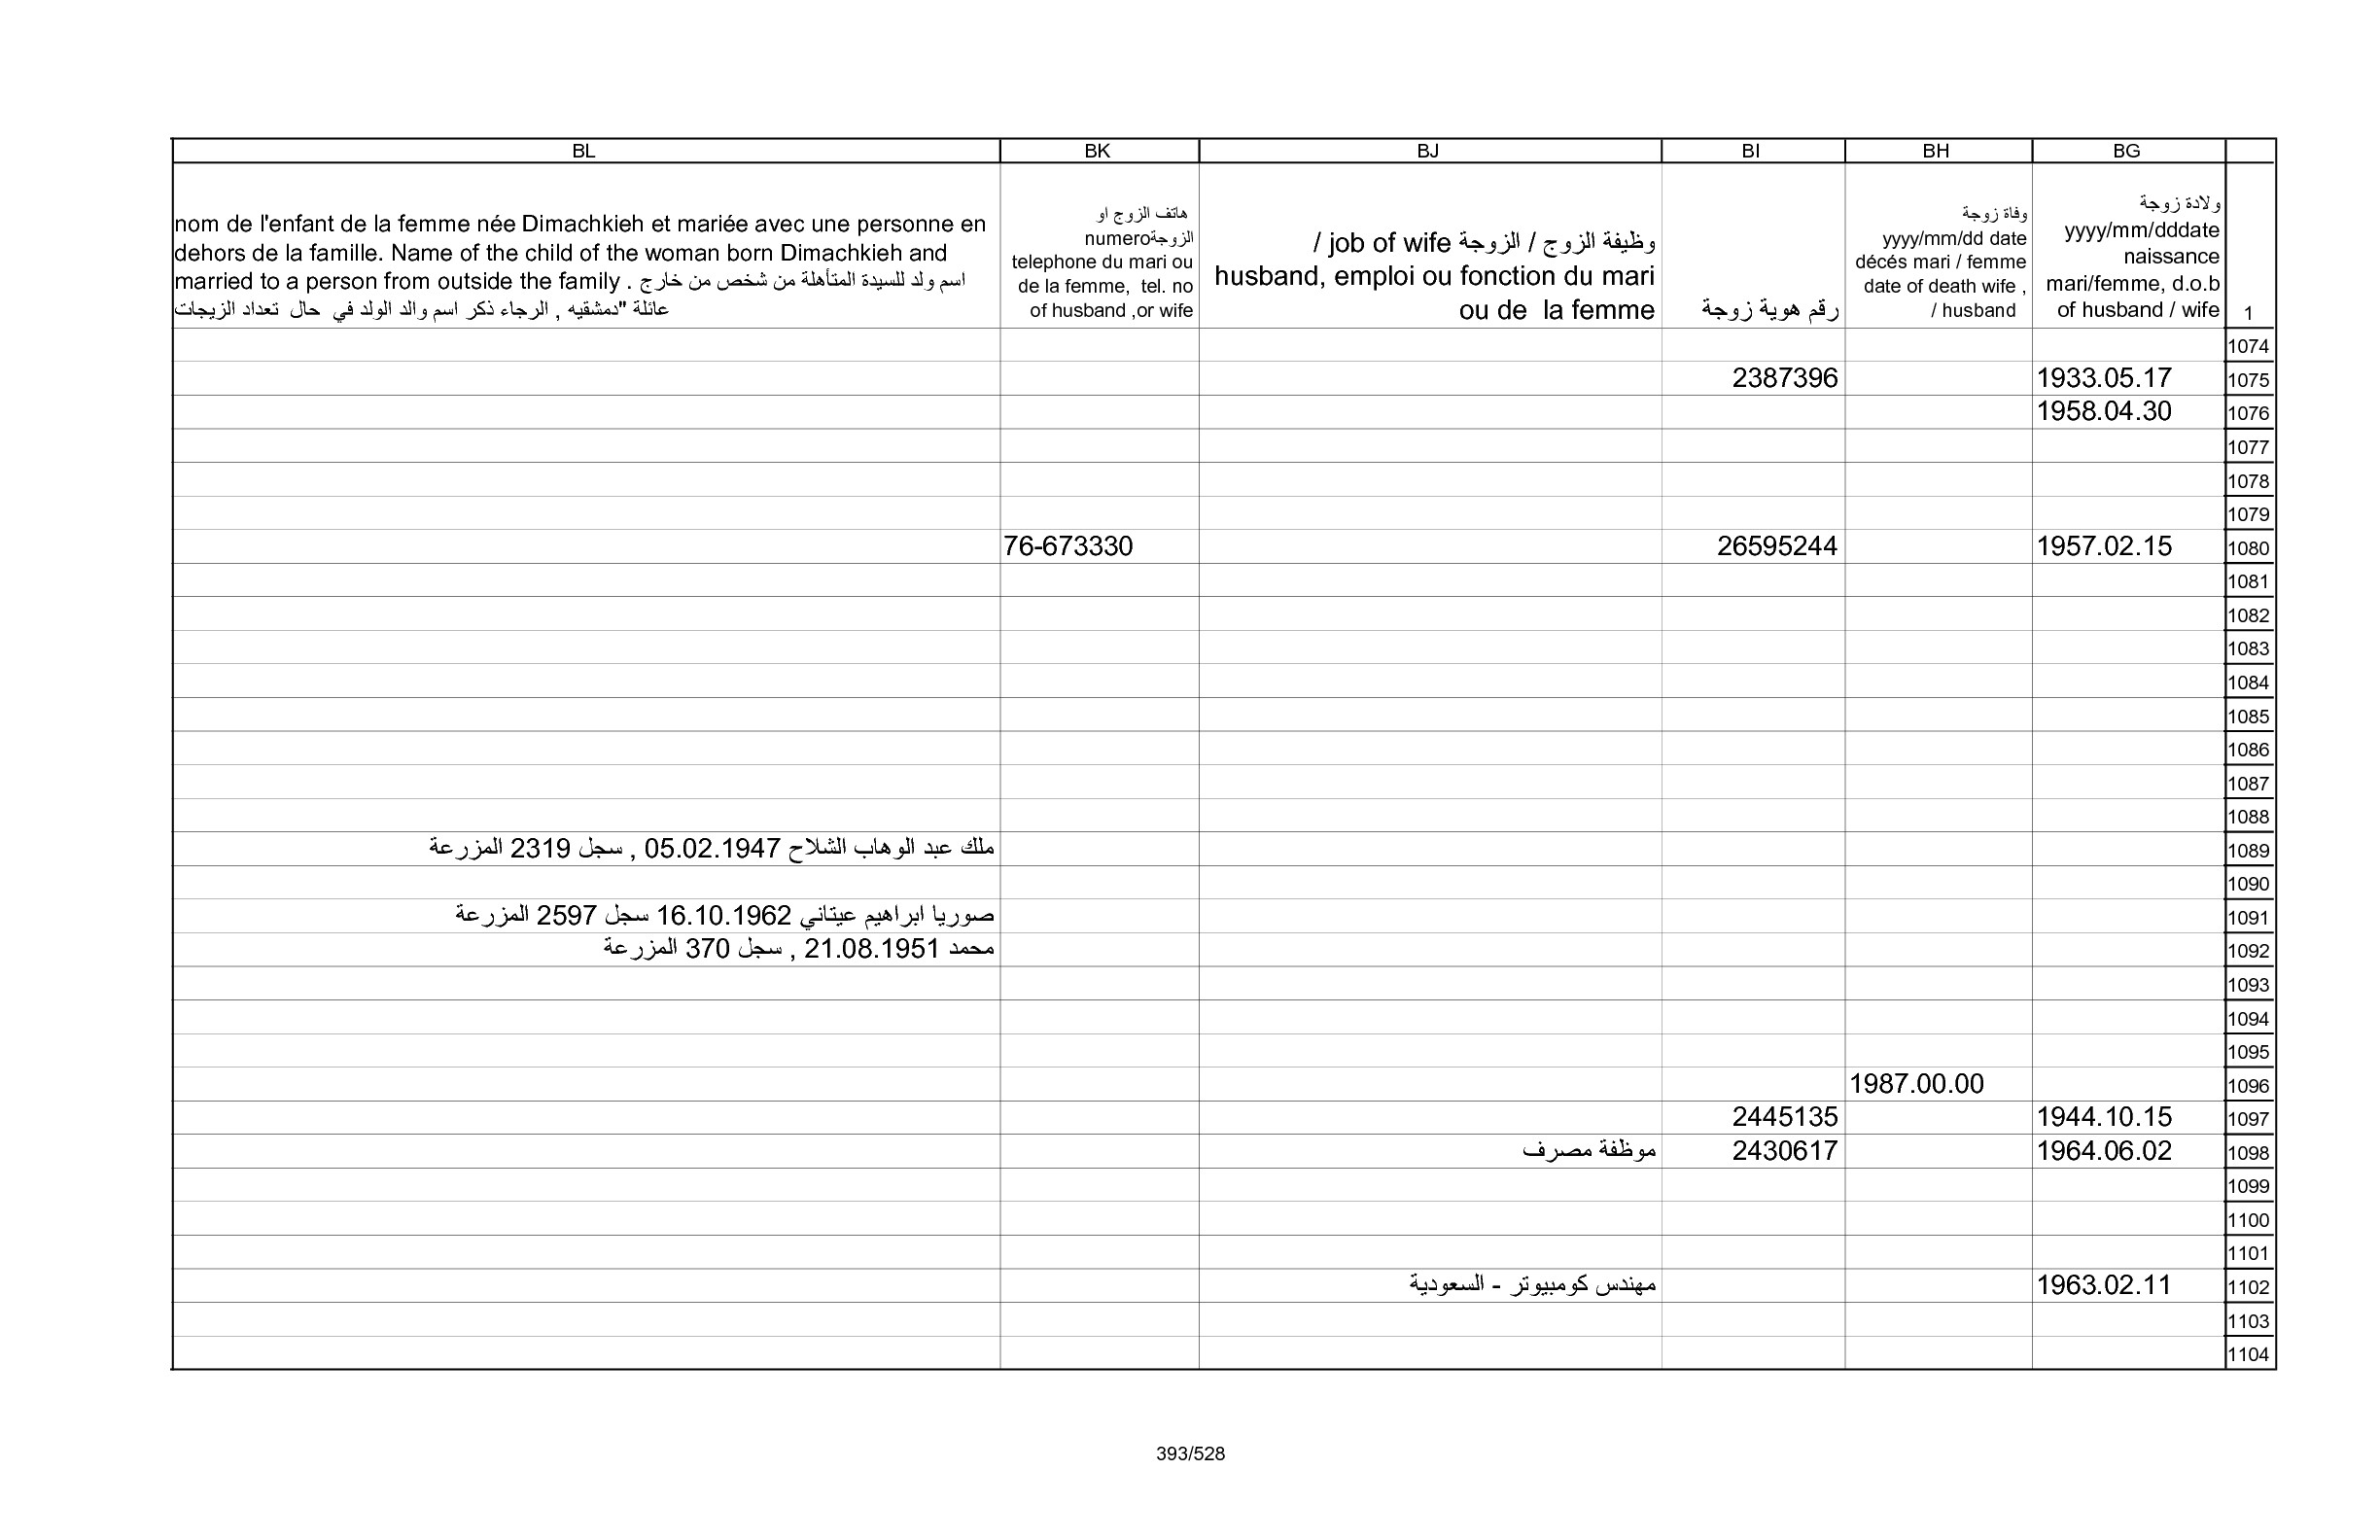 BL BK BJ BI BH BG
nom de l'enfant de la femme née Dimachkieh et mariée avec une personne en
dehors de la famille. Name of the child of the woman born Dimachkieh and
married to a person from outside the family . اسم ولد للسيدة المتأهلة من شخص من خارج
عائلة "دمشقيه , الرجاء ذكر اسم والد الولد في حال تعداد الزيجات
هاتف الزوج او
الزوجةnumero
telephone du mari ou
de la femme, tel. no
of husband ,or wife
وظيفة الزوج / الزوجة job of wife /
husband, emploi ou fonction du mari
ou de la femme
رقم هوية زوجة
وفاة زوجة
yyyy/mm/dd date
décés mari / femme
date of death wife ,
/ husband
ولادة زوجة
yyyy/mm/dddate
naissance
mari/femme, d.o.b
of husband / wife
1
1074
2387396 1933.05.17 1075
1958.04.30 1076
1077
1078
1079
76-673330 26595244 1957.02.15 1080
1081
1082
1083
1084
1085
1086
1087
1088
ملك عبد الوهاب الشلاح 05.02.1947 , سجل 2319 المزرعة 1089
1090
صوريا ابراهيم عيتاني 16.10.1962 سجل 2597 المزرعة 1091
محمد 21.08.1951 , سجل 370 المزرعة 1092
1093
1094
1095
1987.00.00 1096
2445135 1944.10.15 1097
موظفة مصرف 2430617 1964.06.02 1098
1099
1100
1101
مهندس كومبيوتر - السعودية 1963.02.11 1102
1103
1104
393/528